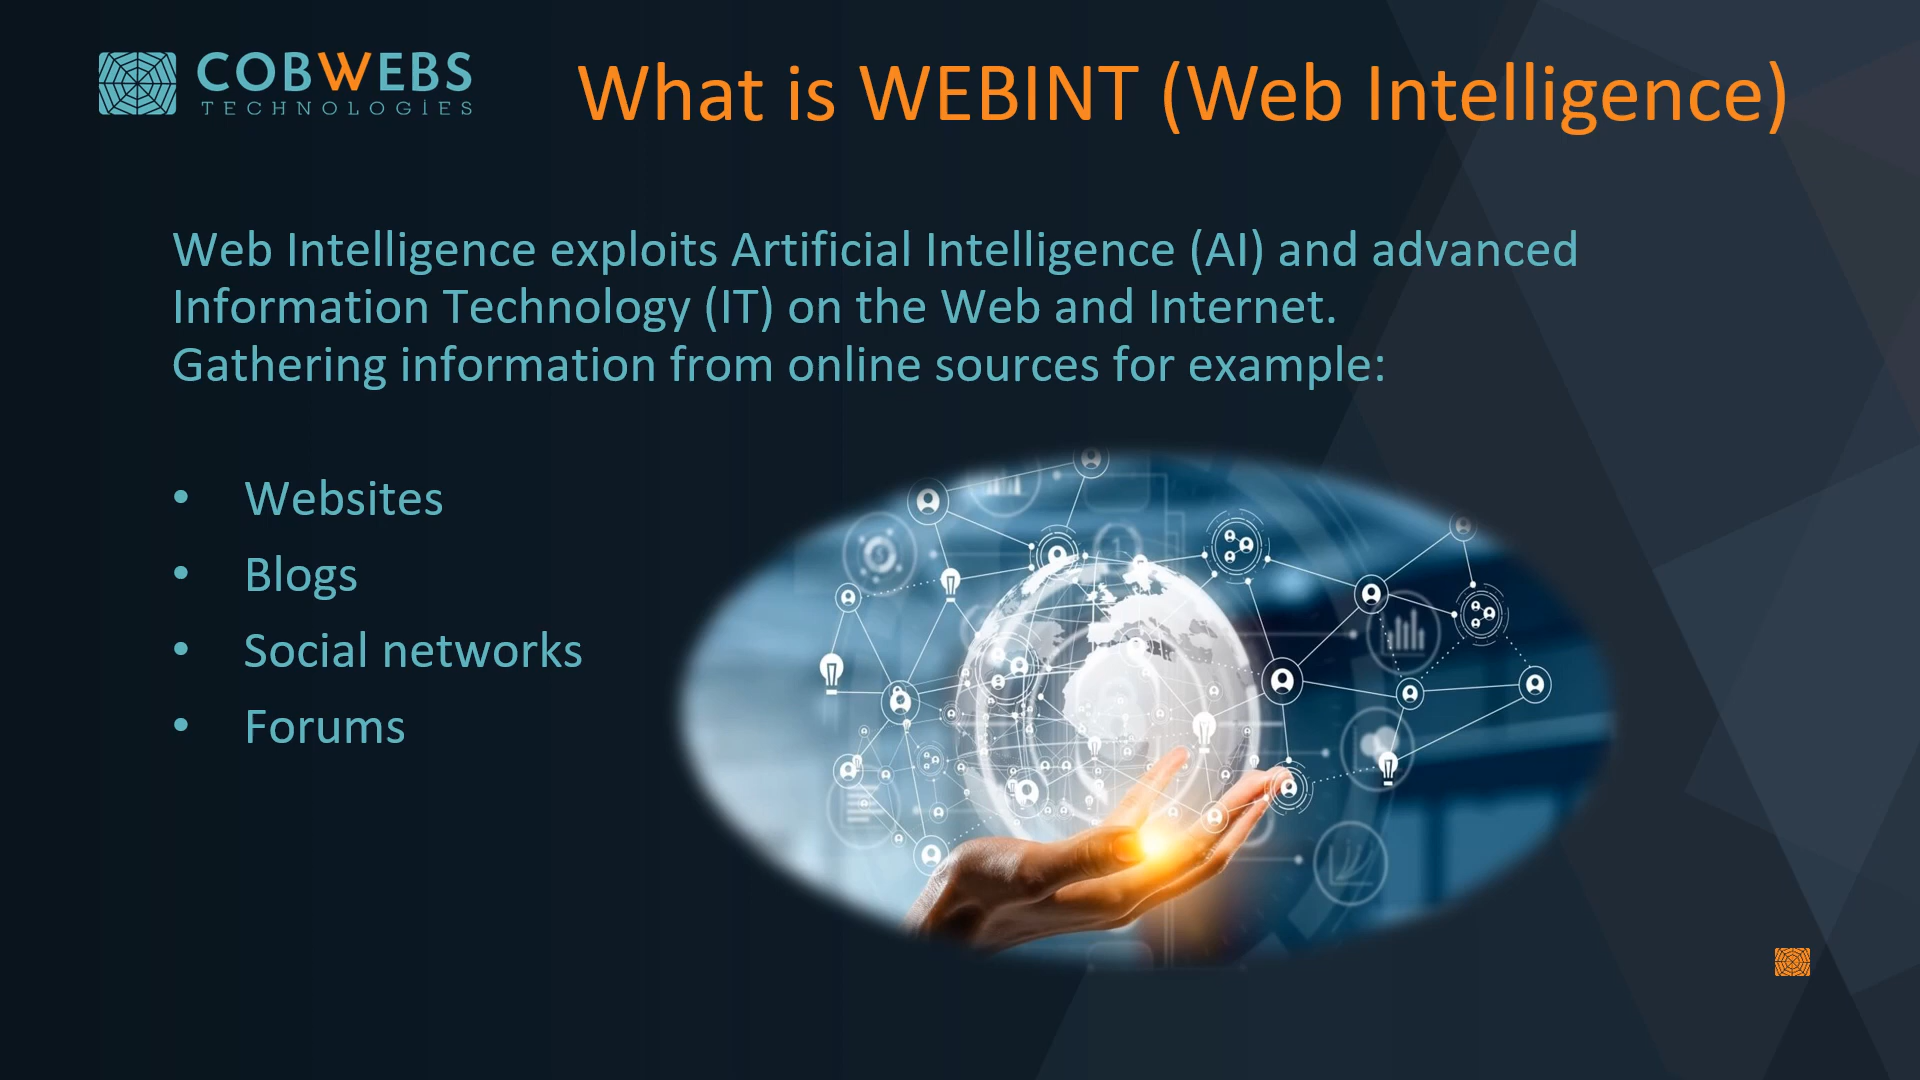 COBWEBS
TECHNOLOGIES
What is WEBINT (Web Intelligence)
Web Intelligence exploits Artificial Intelligence (AI) and advanced
Information Technology (IT) on the Web and Internet.
Gathering information from online sources for example:
• Websites
• Blogs
• Social networks
• Forums